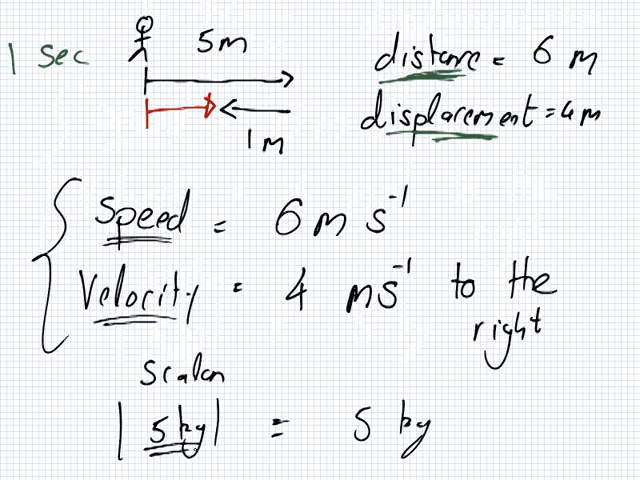 1 sec
5m
1 m
distance = 6 m
displacement = 4 m
Speed = 6 m s⁻¹
Velocity = 4 ms⁻¹ to the
right
Scalar
| 5 kg | = 5 kg